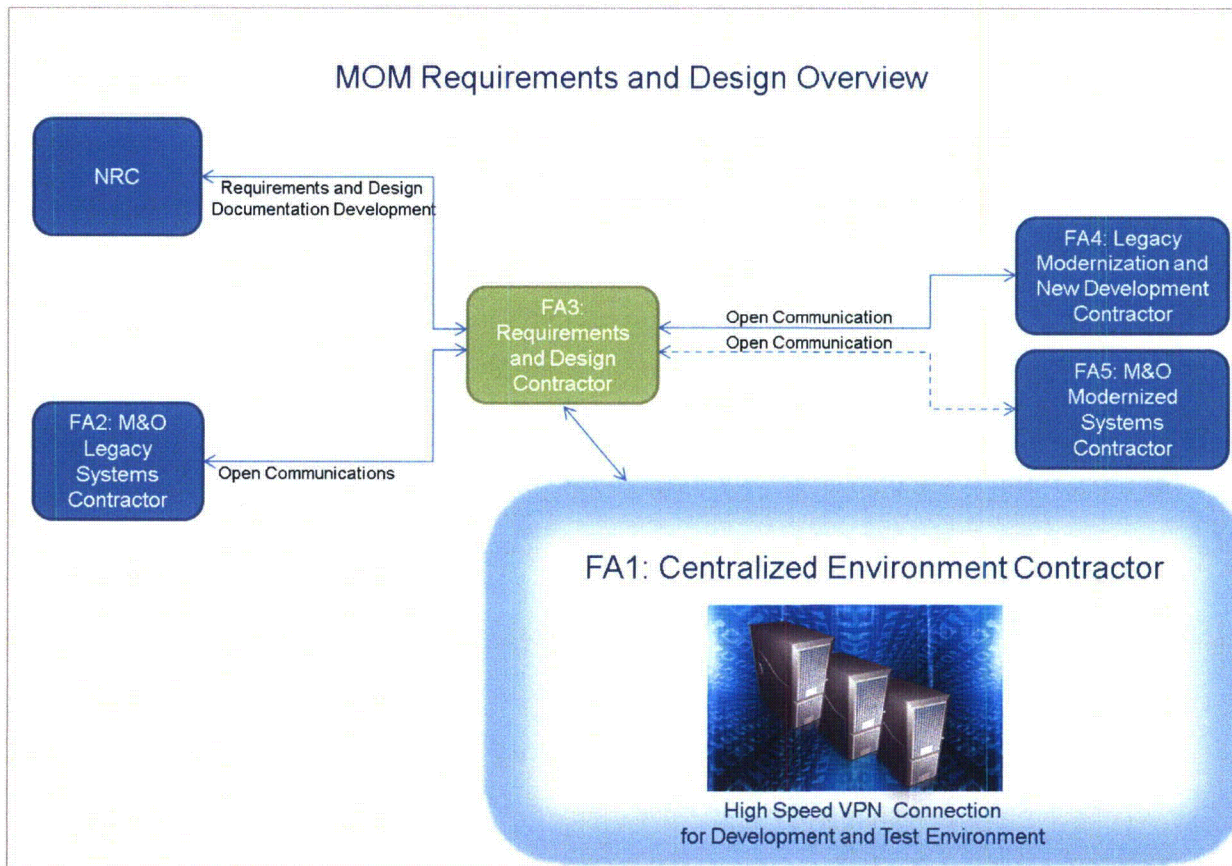 MOM Requirements and Design Overview
NRC
Requirements and Design
Documentation Development
FA2: M&O
Legacy
Systems
Contractor
Open Communications
FA3:
Requirements
and Design
Contractor
Open Communication
Open Communication
FA4: Legacy
Modernization and
New Development
Contractor
FA5: M&O
Modernized
Systems
Contractor
FA1: Centralized Environment Contractor
High Speed VPN Connection
for Development and Test Environment